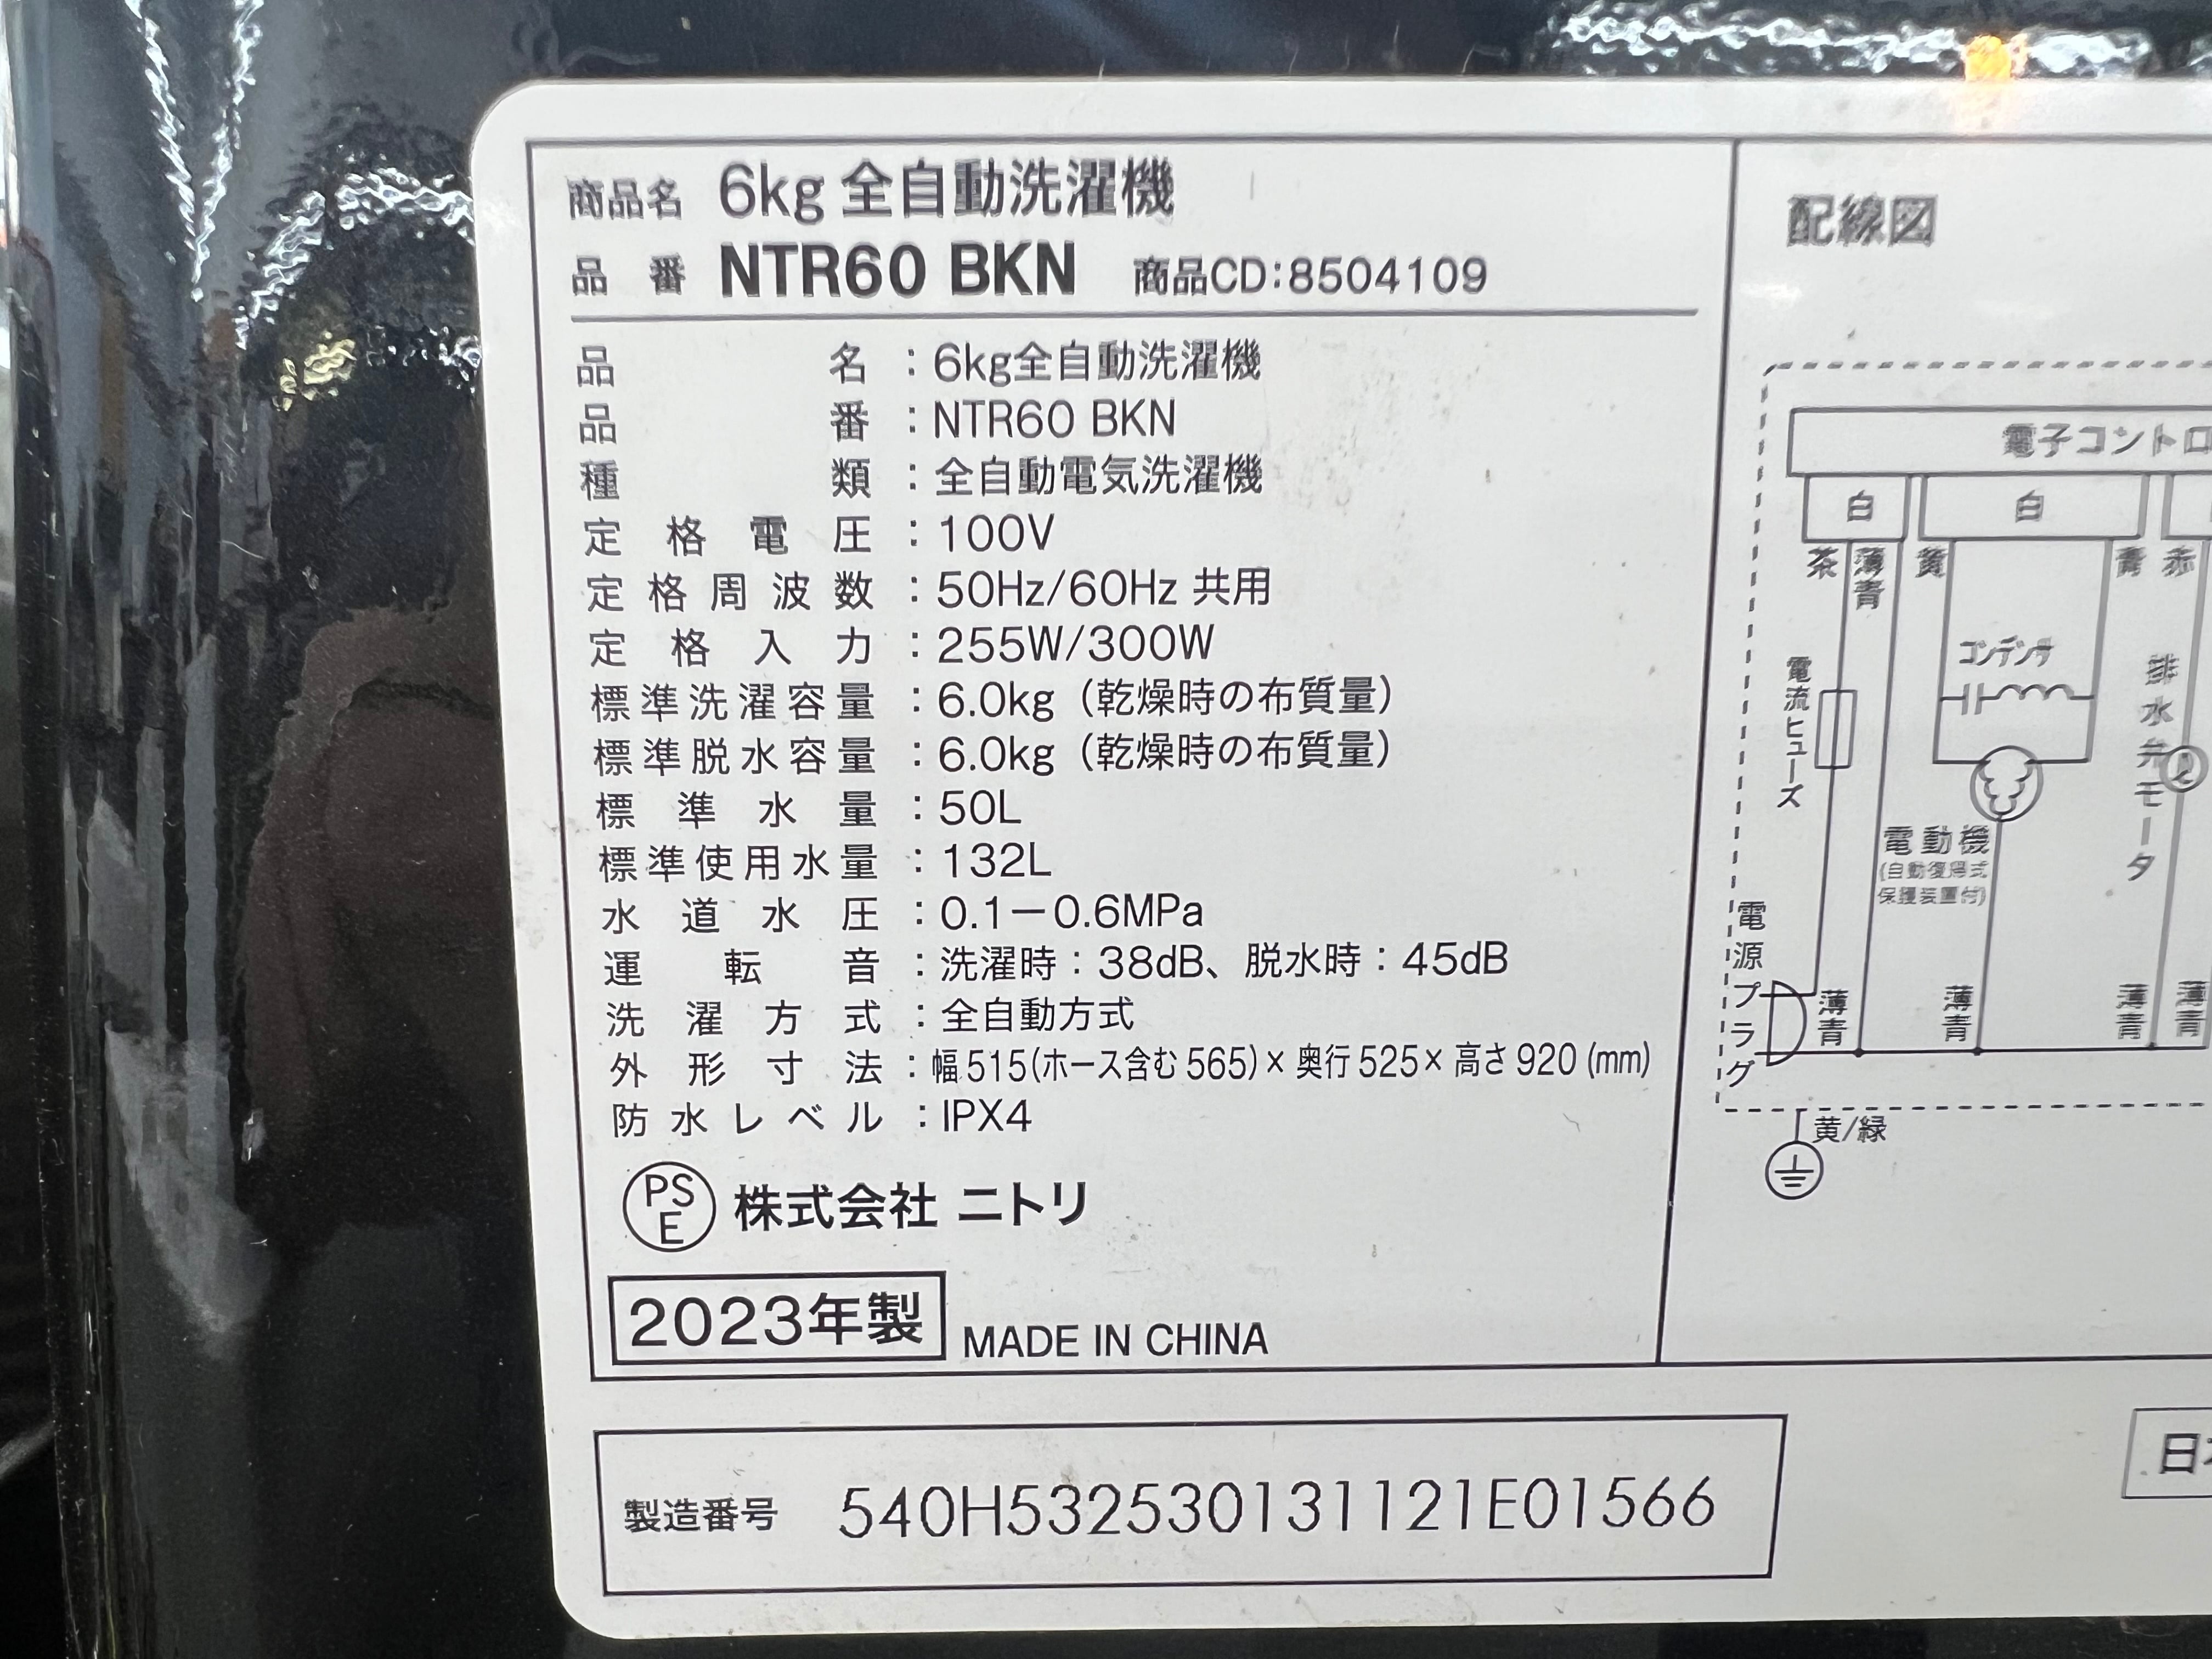 商品名 6kg 全自動洗濯機
品番 NTR60 BKN 商品CD:8504109
品名:6kg全自動洗濯機
品番:NTR60 BKN
種類:全自動電気洗濯機
定格電圧:100V
定格周波数:50Hz/60Hz 共用
定格入力:255W/300W
標準洗濯容量:6.0kg(乾燥時の布質量)
標準脱水容量:6.0kg(乾燥時の布質量)
標準水量:50L
標準使用水量:132L
水道水圧:0.1−0.6MPa
運転音:洗濯時:38dB、脱水時:45dB
洗濯方式:全自動方式
外形寸法:幅515(ホース含む565)×奥行525×高さ920(mm)
防水レベル:IPX4
PSE 株式会社 ニトリ
2023年製 MADE IN CHINA
製造番号 540H532530131121E01566
配線図
電子コントロ
白 白
茶 薄青 黄 青 赤
コンデンサ
電流ヒューズ
排水弁モータ
電動機
(自動復帰式
保護装置付)
電源プラグ
薄青 薄青 薄青 薄青
黄/緑